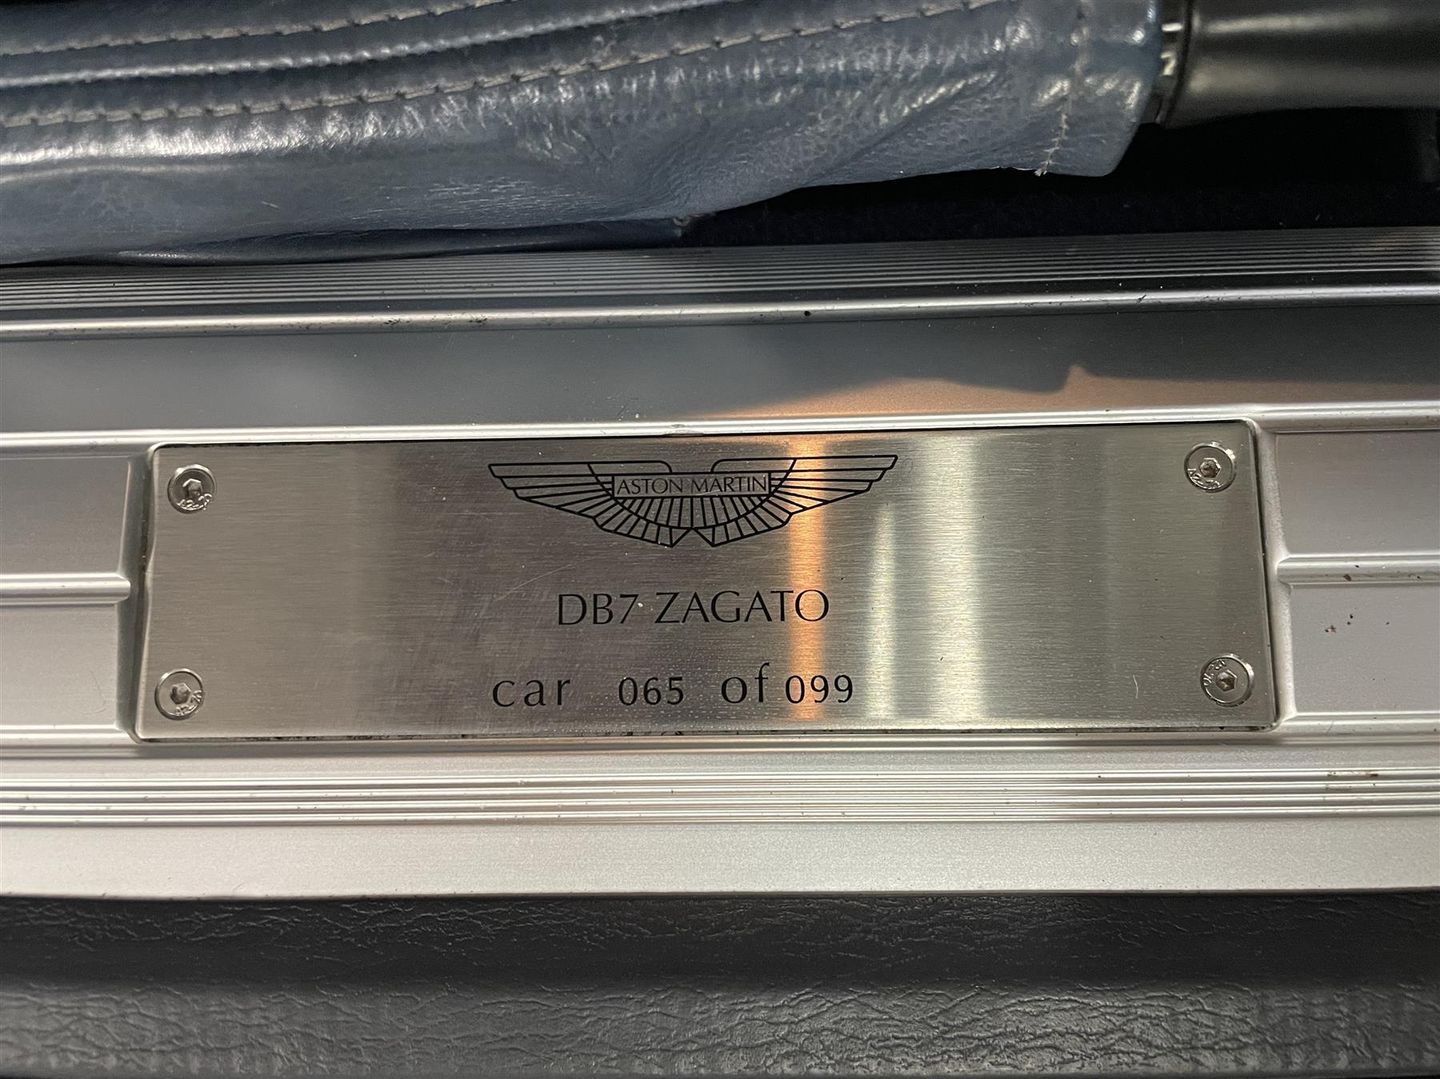 ASTON MARTIN
DB7 ZAGATO
car 065 of 099